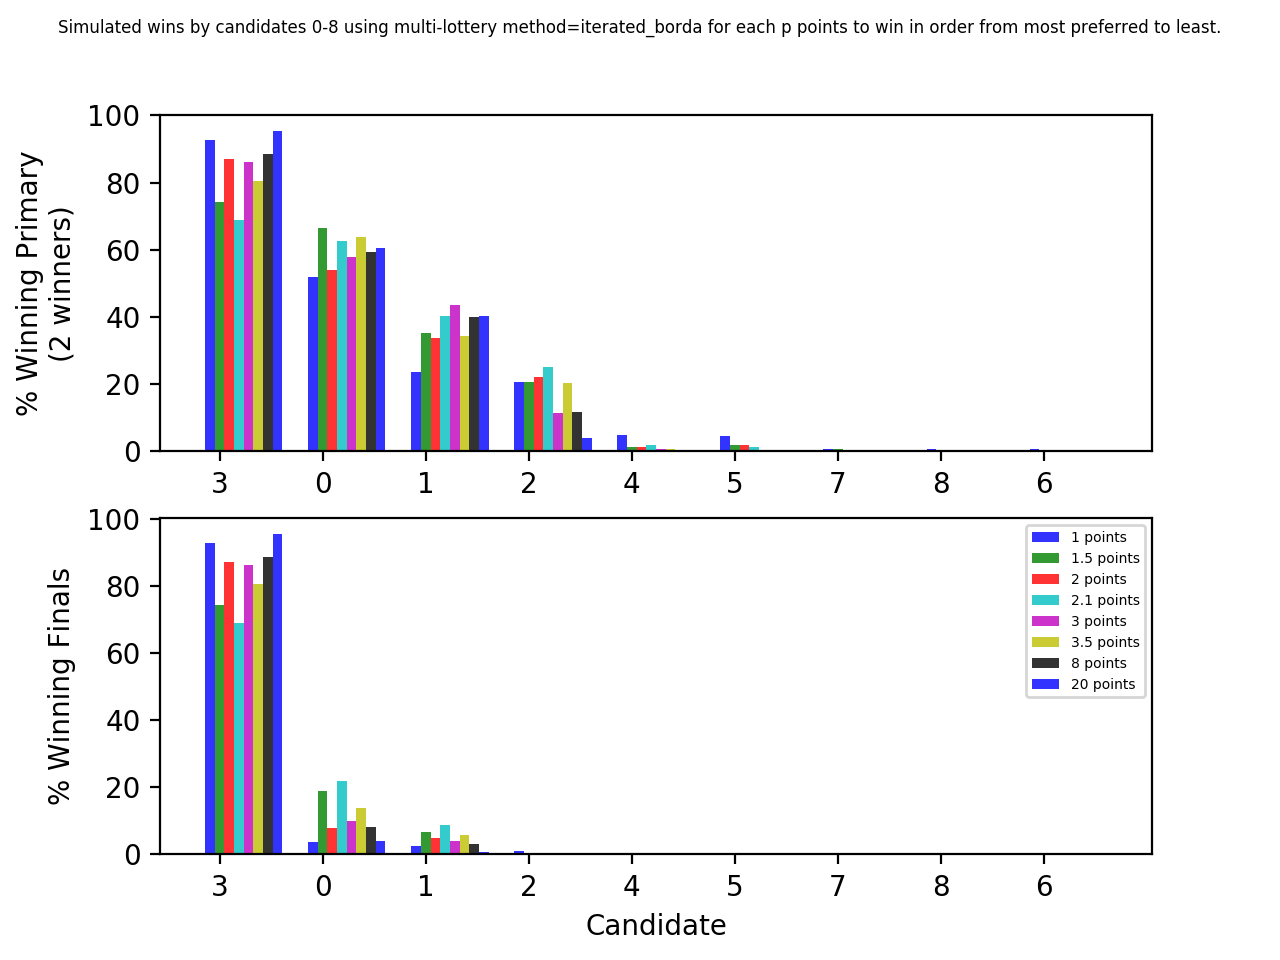 Simulated wins by candidates 0-8 using multi-lottery method=iterated_borda for each p points to win in order from most preferred to least.
% Winning Primary
(2 winners)
100
80
60
40
20
0
3 0 1 2 4 5 7 8 6
% Winning Finals
100
80
60
40
20
0
1 points
1.5 points
2 points
2.1 points
3 points
3.5 points
8 points
20 points
3 0 1 2 4 5 7 8 6
Candidate